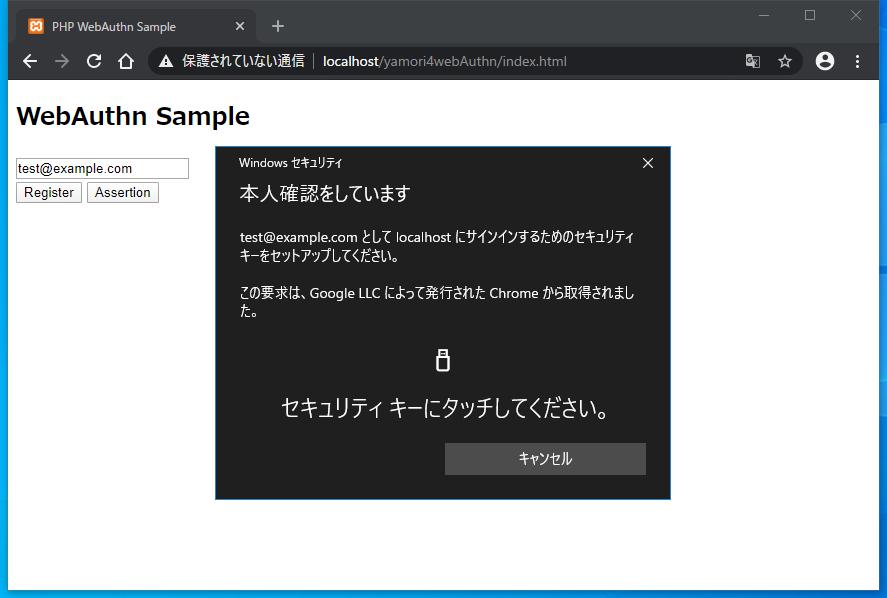 PHP WebAuthn Sample
保護されていない通信
localhost/yamori4webAuthn/index.html
WebAuthn Sample
test@example.com
Register
Assertion
Windows セキュリティ
本人確認をしています
test@example.com として localhost にサインインするためのセキュリティ
キーをセットアップしてください。
この要求は、Google LLC によって発行された Chrome から取得されまし
た。
セキュリティ キーにタッチしてください。
キャンセル